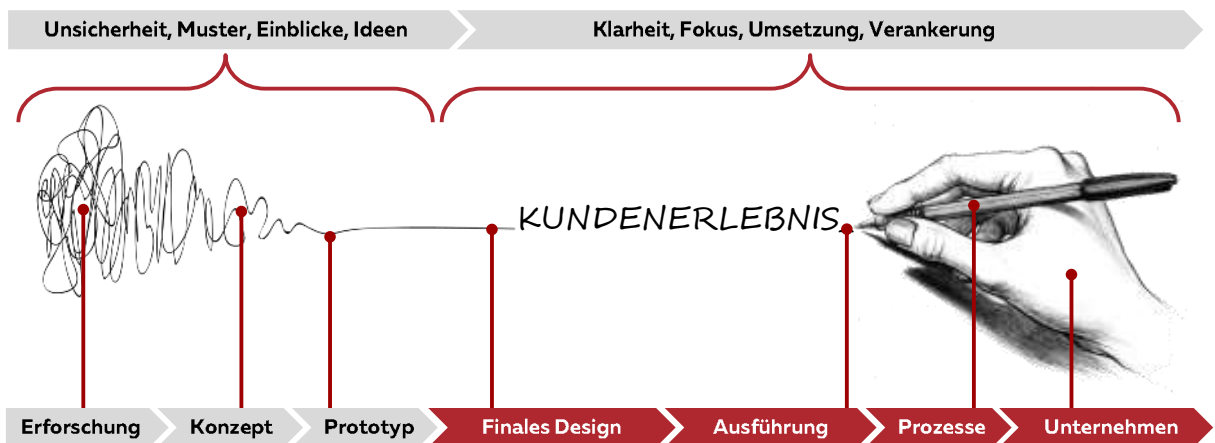 Unsicherheit, Muster, Einblicke, Ideen
Klarheit, Fokus, Umsetzung, Verankerung
KUNDENERLEBNIS
Erforschung
Konzept
Prototyp
Finales Design
Ausführung
Prozesse
Unternehmen